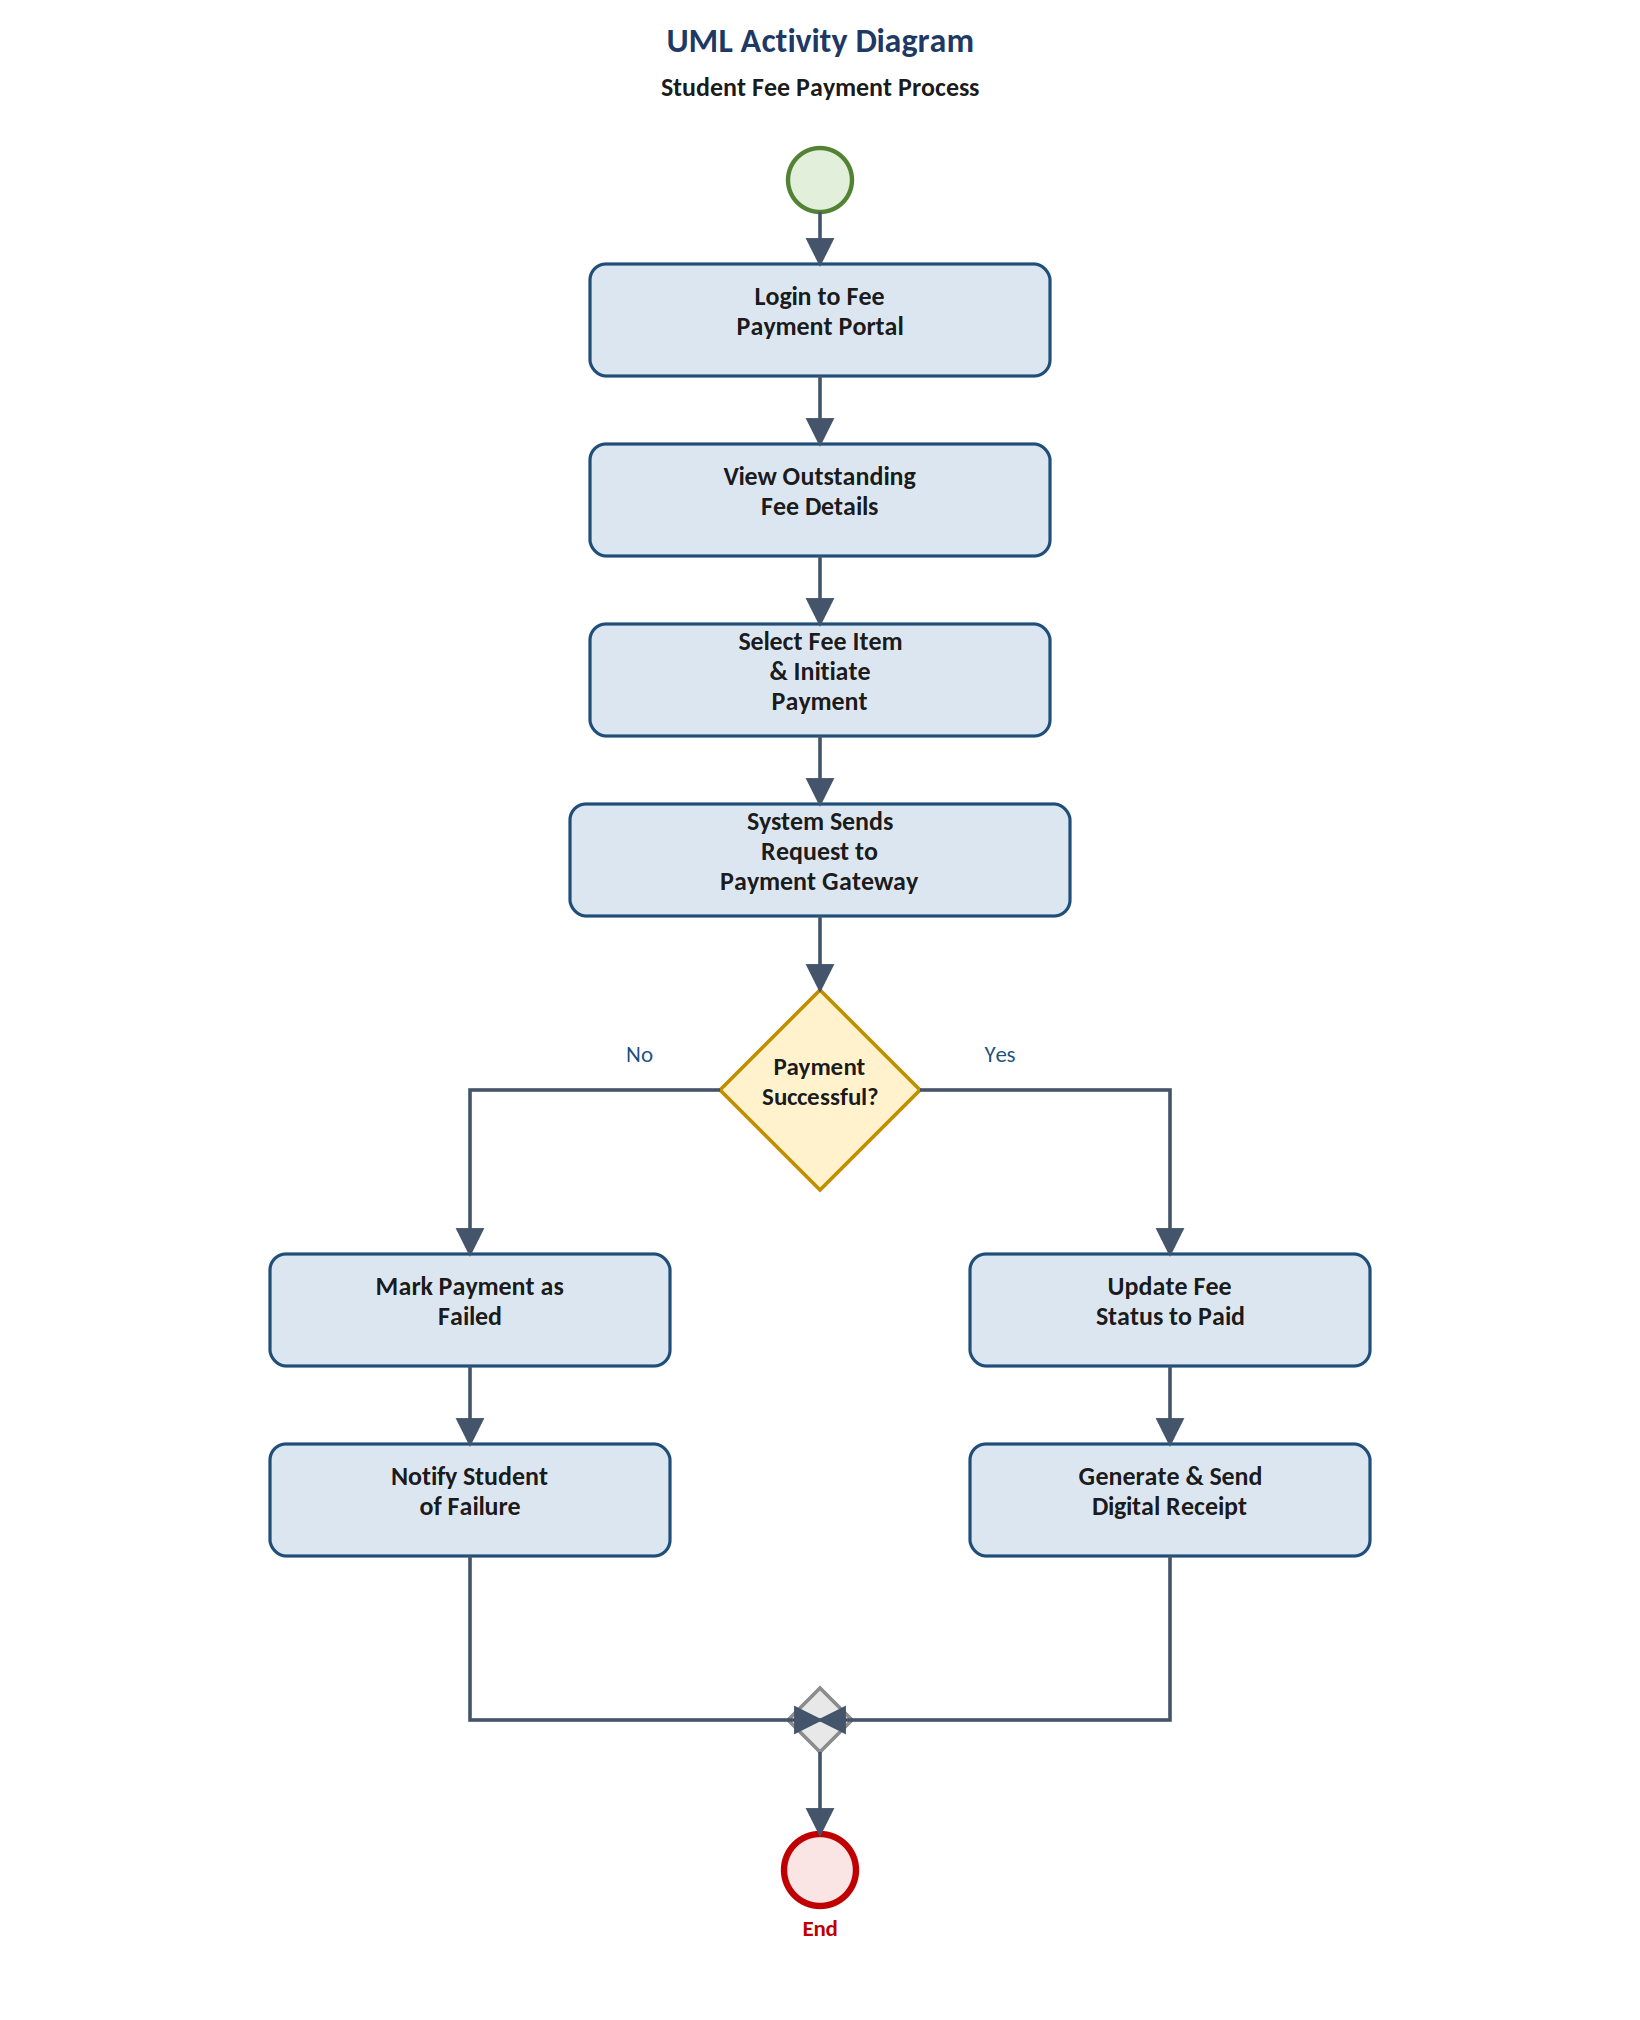 UML Activity Diagram
Student Fee Payment Process
Login to Fee
Payment Portal
View Outstanding
Fee Details
Select Fee Item
& Initiate
Payment
System Sends
Request to
Payment Gateway
No
Yes
Payment
Successful?
Mark Payment as
Failed
Update Fee
Status to Paid
Notify Student
of Failure
Generate & Send
Digital Receipt
End